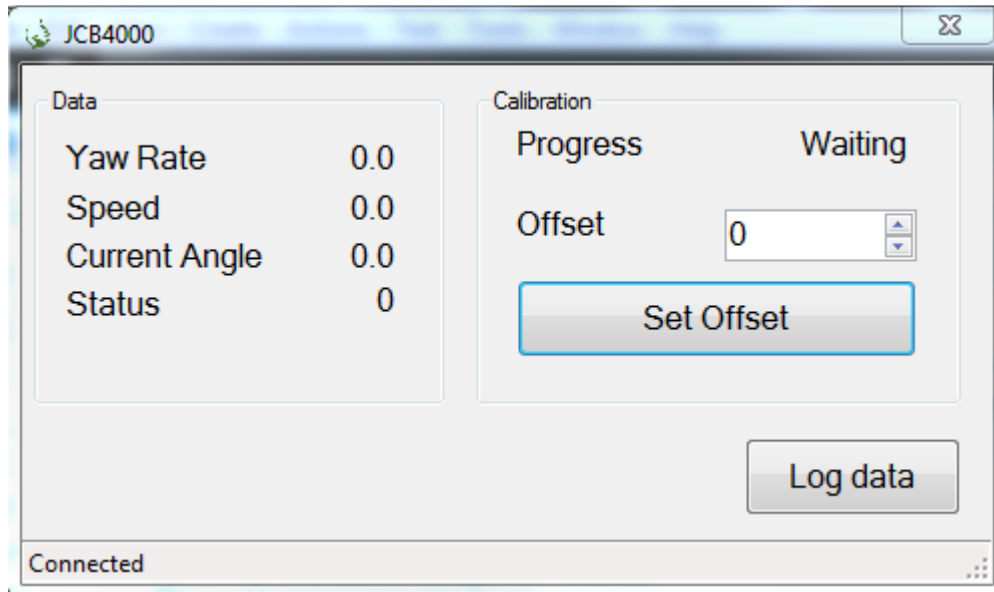 JCB4000
Data
Yaw Rate 0.0
Speed 0.0
Current Angle 0.0
Status 0
Calibration
Progress Waiting
Offset 0
Set Offset
Log data
Connected